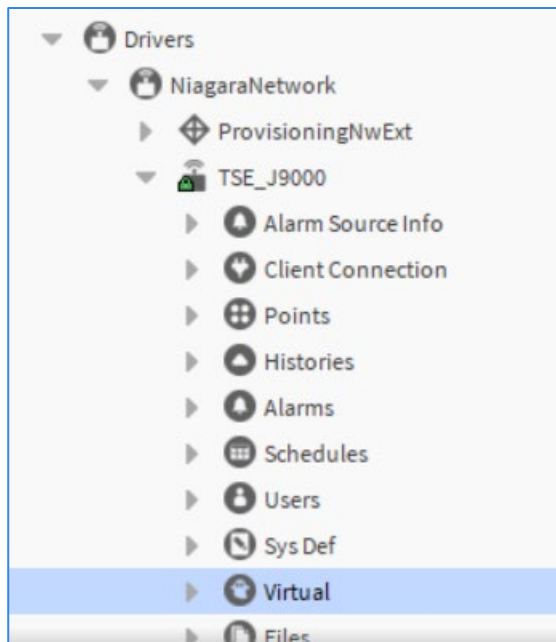 Drivers
NiagaraNetwork
ProvisioningNwExt
TSE_J9000
Alarm Source Info
Client Connection
Points
Histories
Alarms
Schedules
Users
Sys Def
Virtual
Files